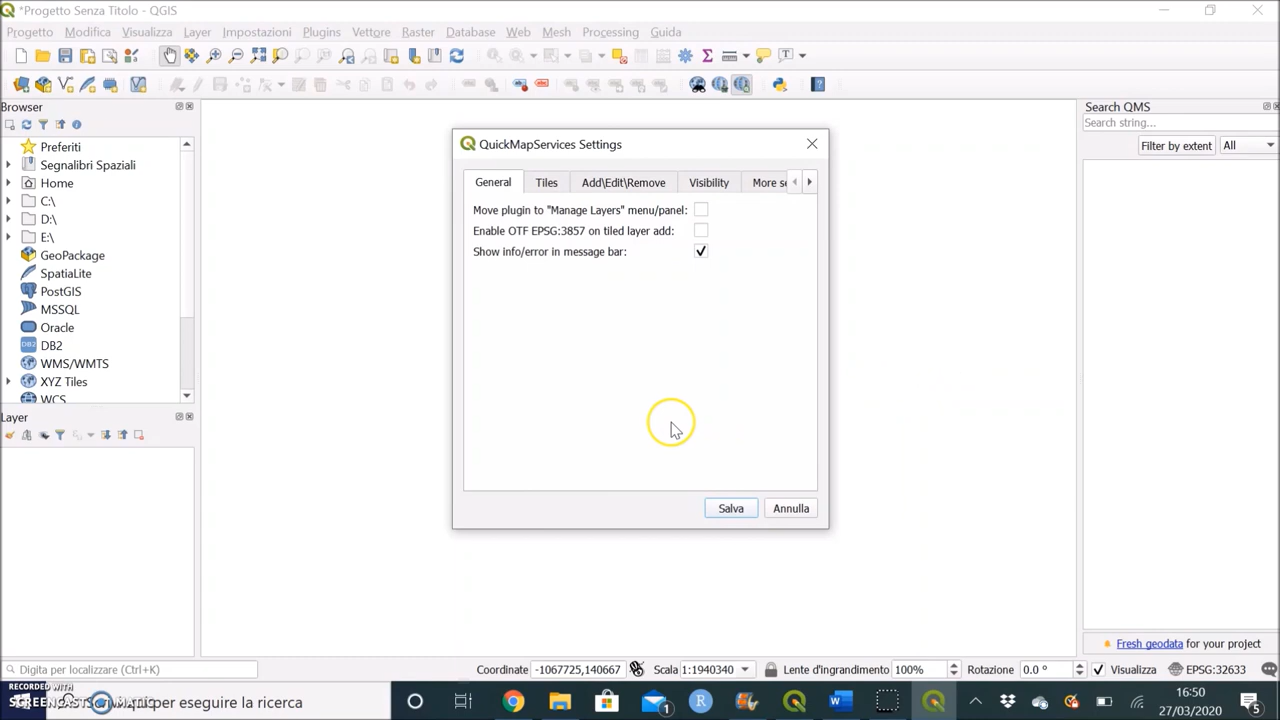 *Progetto Senza Titolo - QGIS
Progetto Modifica Visualizza Layer Impostazioni Plugins Vettore Raster Database Web Mesh Processing Guida
Browser
Preferiti
Segnalibri Spaziali
Home
C:\
D:\
E:\
GeoPackage
SpatiaLite
PostGIS
MSSQL
Oracle
DB2
WMS/WMTS
XYZ Tiles
WCS
Layer
QuickMapServices Settings
General Tiles Add\Edit\Remove Visibility More se
Move plugin to "Manage Layers" menu/panel:
Enable OTF EPSG:3857 on tiled layer add:
Show info/error in message bar:
Salva Annulla
Search QMS
Search string...
Filter by extent All
Fresh geodata for your project
Digita per localizzare (Ctrl+K) Coordinate -1067725,140667 Scala 1:1940340 Lente d'ingrandimento 100% Rotazione 0.0 ° Visualizza EPSG:32633
RECORDED WITH
SCREENCAST-O-MATIC
per eseguire la ricerca
1
R
W
16:50
27/03/2020
5